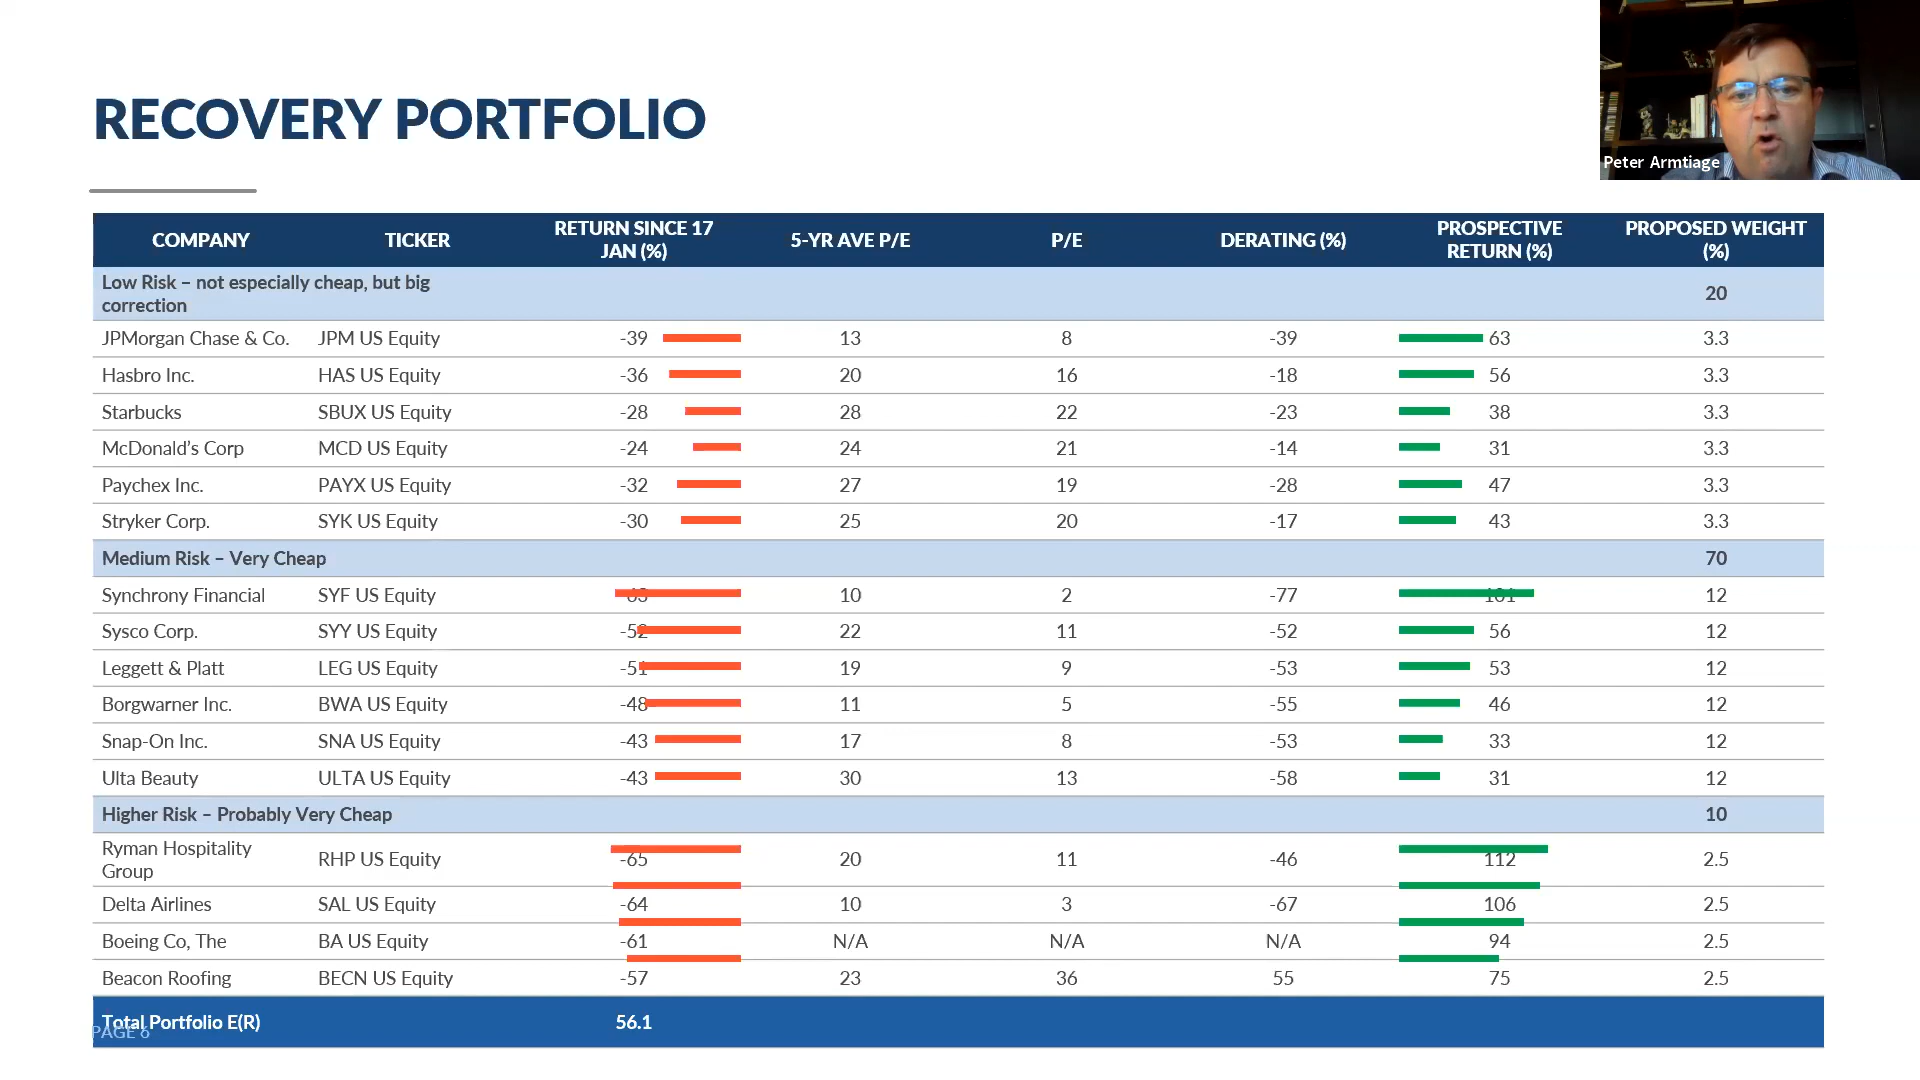 Peter Armtiage
RECOVERY PORTFOLIO
COMPANY TICKER RETURN SINCE 17 JAN (%) 5-YR AVE P/E P/E DERATING (%) PROSPECTIVE RETURN (%) PROPOSED WEIGHT (%)
Low Risk – not especially cheap, but big correction 20
JPMorgan Chase & Co. JPM US Equity -39 13 8 -39 63 3.3
Hasbro Inc. HAS US Equity -36 20 16 -18 56 3.3
Starbucks SBUX US Equity -28 28 22 -23 38 3.3
McDonald’s Corp MCD US Equity -24 24 21 -14 31 3.3
Paychex Inc. PAYX US Equity -32 27 19 -28 47 3.3
Stryker Corp. SYK US Equity -30 25 20 -17 43 3.3
Medium Risk – Very Cheap 70
Synchrony Financial SYF US Equity 10 2 -77 12
Sysco Corp. SYY US Equity -52 22 11 -52 56 12
Leggett & Platt LEG US Equity -51 19 9 -53 53 12
Borgwarner Inc. BWA US Equity -48 11 5 -55 46 12
Snap-On Inc. SNA US Equity -43 17 8 -53 33 12
Ulta Beauty ULTA US Equity -43 30 13 -58 31 12
Higher Risk – Probably Very Cheap 10
Ryman Hospitality Group RHP US Equity -65 20 11 -46 112 2.5
Delta Airlines SAL US Equity -64 10 3 -67 106 2.5
Boeing Co, The BA US Equity -61 N/A N/A N/A 94 2.5
Beacon Roofing BECN US Equity -57 23 36 55 75 2.5
Total Portfolio E(R) 56.1
PAGE 6